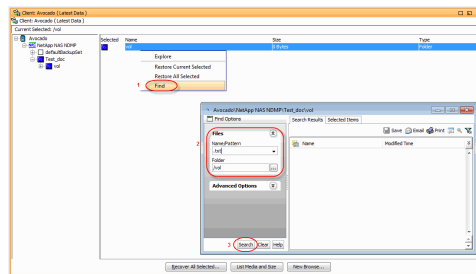 Client: Avocado ( Latest Data )
Client: Avocado ( Latest Data )
Current Selected: /vol
Avocado
NetApp NAS NDMP
defaultBackupSet
Test_doc
vol
Selected Name Size Type
vol 0 Bytes Folder
Explore
Restore Current Selected
Restore All Selected
1 Find
Avocado\NetApp NAS NDMP\Test_doc\vol
Find Options
Search Results Selected Items
Files
Save Email Print
2 Name/Pattern
Name Modified Time
.txt
Folder
/vol
Advanced Options
3 Search Clear Help
Recover All Selected... List Media and Size New Browse...